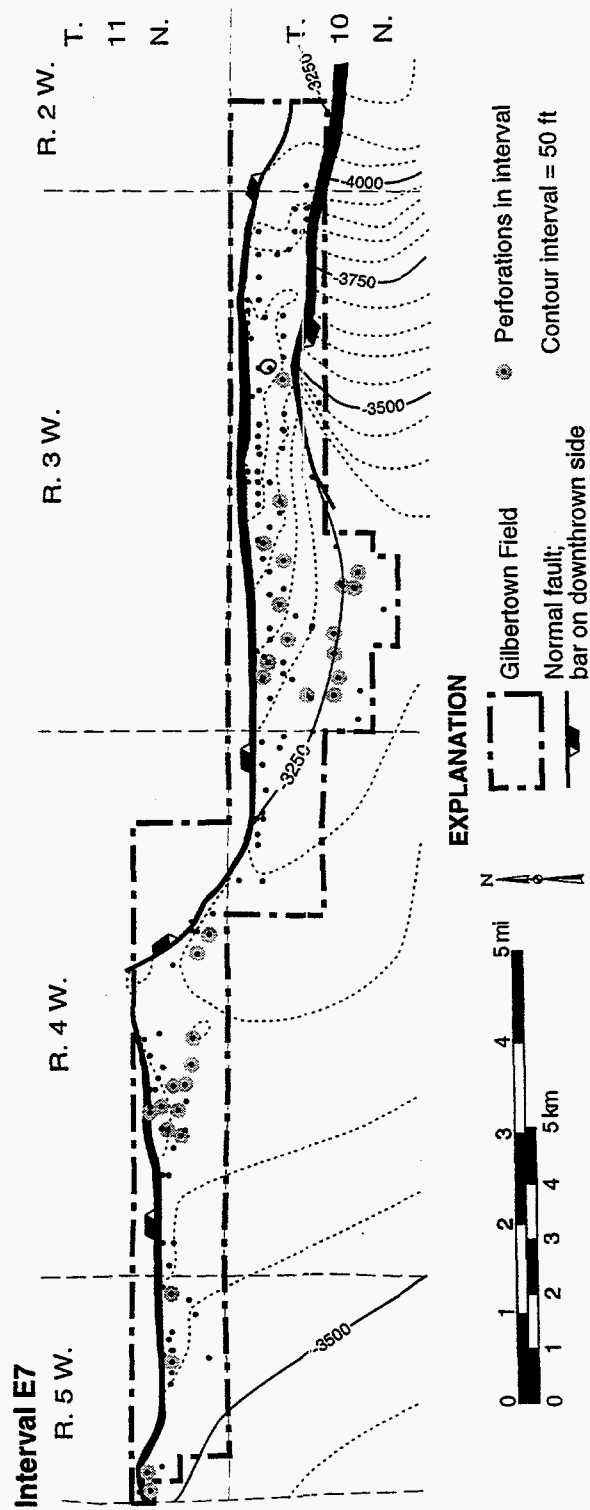 Interval E7
R. 5 W.
R. 4 W.
R. 3 W.
R. 2 W.
T.
11
N.
T.
10
N.
-3500
-3250
-3500
-3750
-4000
-3250
EXPLANATION
N
0 1 2 3 4 5 mi
0 1 2 3 4 5 km
Gilbertown Field
Normal fault;
bar on downthrown side
Perforations in interval
Contour interval = 50 ft